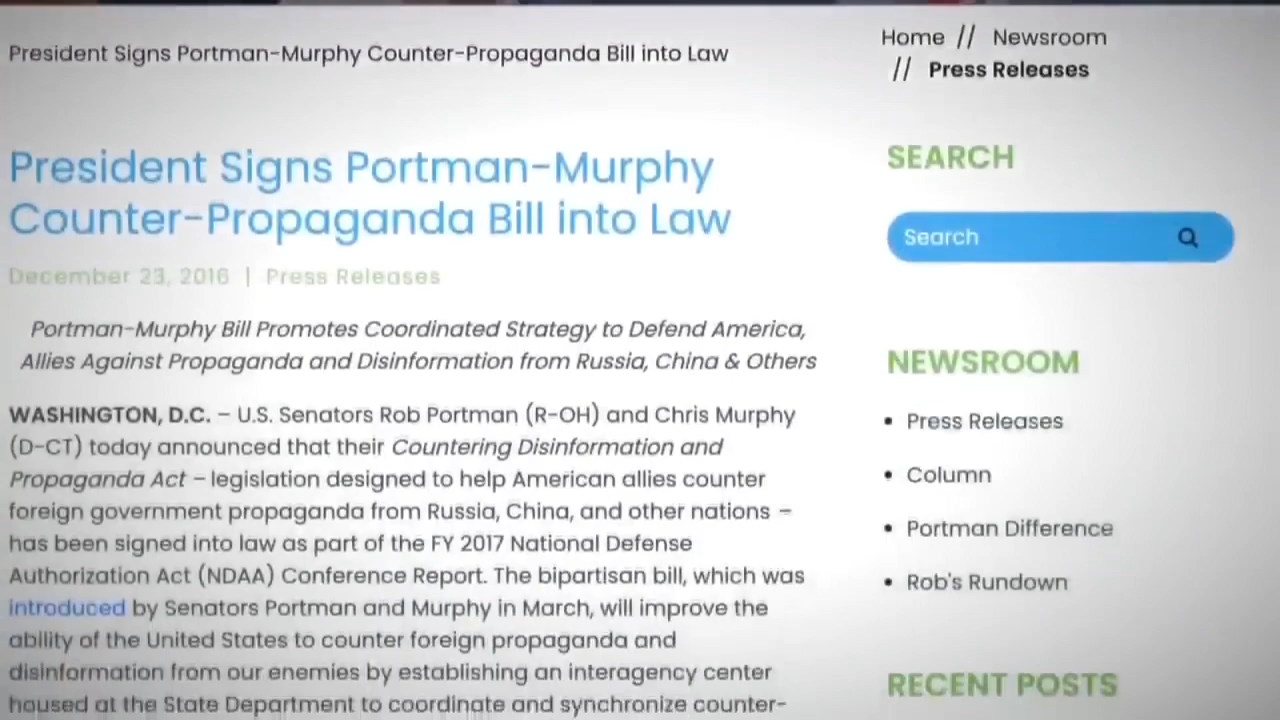 President Signs Portman-Murphy Counter-Propaganda Bill into Law
Home // Newsroom
// Press Releases
President Signs Portman-Murphy
Counter-Propaganda Bill into Law
December 23, 2016 | Press Releases
Portman-Murphy Bill Promotes Coordinated Strategy to Defend America,
Allies Against Propaganda and Disinformation from Russia, China & Others
WASHINGTON, D.C. – U.S. Senators Rob Portman (R-OH) and Chris Murphy
(D-CT) today announced that their Countering Disinformation and
Propaganda Act – legislation designed to help American allies counter
foreign government propaganda from Russia, China, and other nations –
has been signed into law as part of the FY 2017 National Defense
Authorization Act (NDAA) Conference Report. The bipartisan bill, which was
introduced by Senators Portman and Murphy in March, will improve the
ability of the United States to counter foreign propaganda and
disinformation from our enemies by establishing an interagency center
housed at the State Department to coordinate and synchronize counter-
SEARCH
Search
NEWSROOM
• Press Releases
• Column
• Portman Difference
• Rob's Rundown
RECENT POSTS